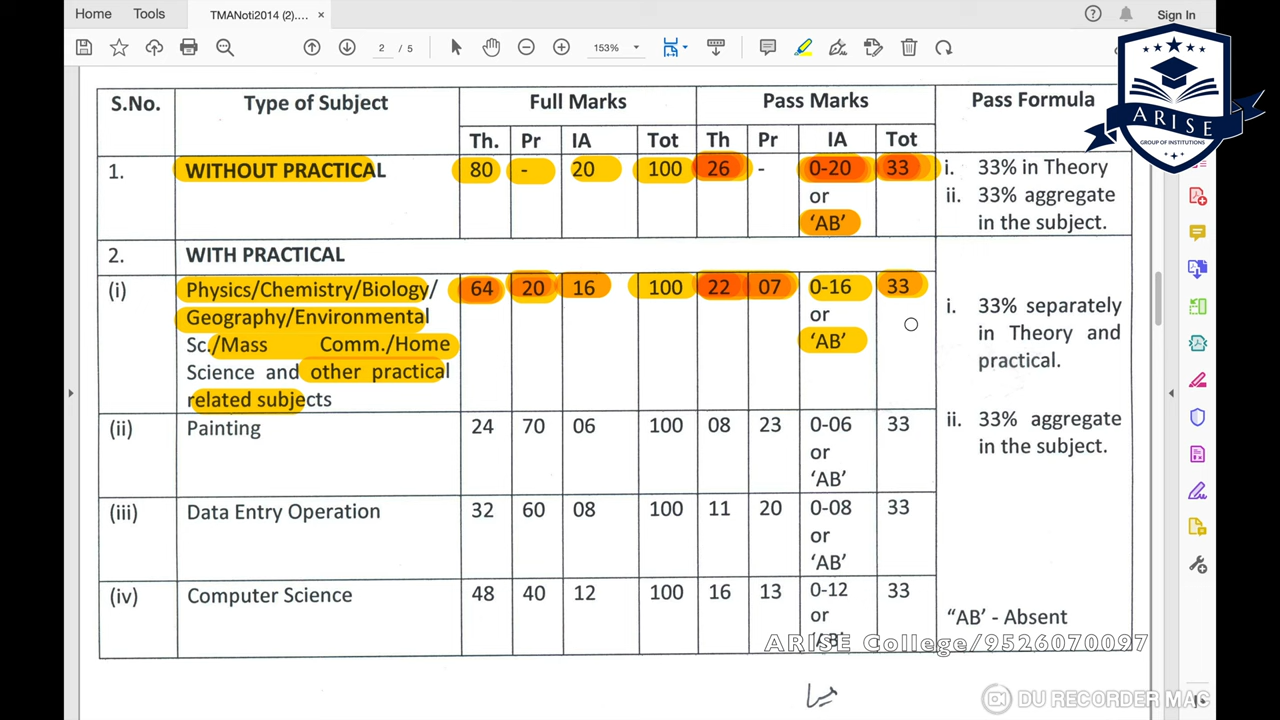 Home Tools TMANoti2014 (2).... × Sign In
2 / 5 153%
ARISE
GROUP OF INSTITUTIONS
S.No. Type of Subject Full Marks Pass Marks Pass Formula
Th. Pr IA Tot Th Pr IA Tot
1. WITHOUT PRACTICAL 80 - 20 100 26 - 0-20 33 i. 33% in Theory
or ii. 33% aggregate
‘AB’ in the subject.
2. WITH PRACTICAL
(i) Physics/Chemistry/Biology/ 64 20 16 100 22 07 0-16 33 i. 33% separately
Geography/Environmental or in Theory and
Sc./Mass Comm./Home ‘AB’ practical.
Science and other practical
related subjects
(ii) Painting 24 70 06 100 08 23 0-06 33 ii. 33% aggregate
or in the subject.
‘AB’
(iii) Data Entry Operation 32 60 08 100 11 20 0-08 33
or
‘AB’
(iv) Computer Science 48 40 12 100 16 13 0-12 33
or "AB’ - Absent
‘AB’
ARISE College/9526070097
DU RECORDER MAC